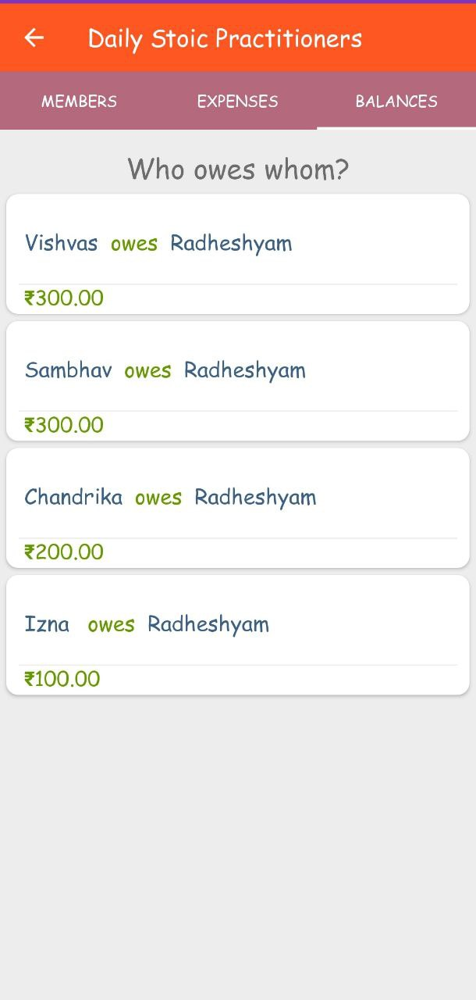 Daily Stoic Practitioners
MEMBERS EXPENSES BALANCES
Who owes whom?
Vishvas owes Radheshyam
₹300.00
Sambhav owes Radheshyam
₹300.00
Chandrika owes Radheshyam
₹200.00
Izna owes Radheshyam
₹100.00